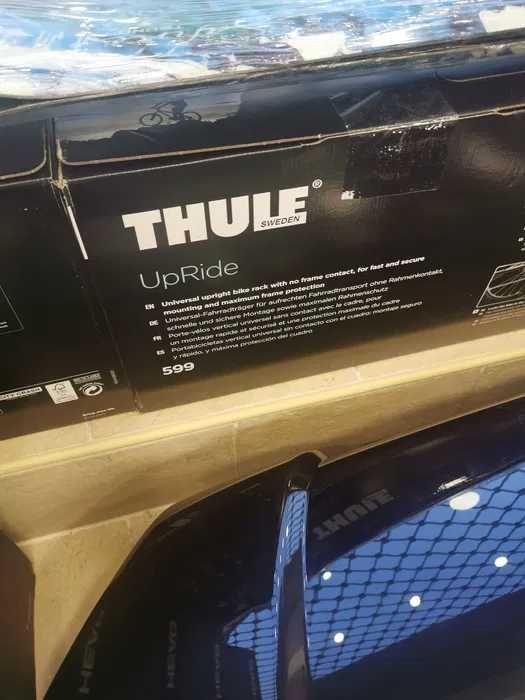 THULE®
SWEDEN
UpRide
EN Universal upright bike rack with no frame contact, for fast and secure
mounting and maximum frame protection
DE Universal-Fahrradträger für aufrechten Fahrradtransport ohne Rahmenkontakt,
schnelle und sichere Montage sowie maximalen Rahmenschutz
FR Porte-vélos vertical universel sans contact avec le cadre, pour
un montage rapide et sécurisé et une protection maximale du cadre
ES Portabicicletas vertical universal sin contacto con el cuadro: montaje seguro
y rápido, y máxima protección del cuadro
599
THULE
HEVO
HEVO